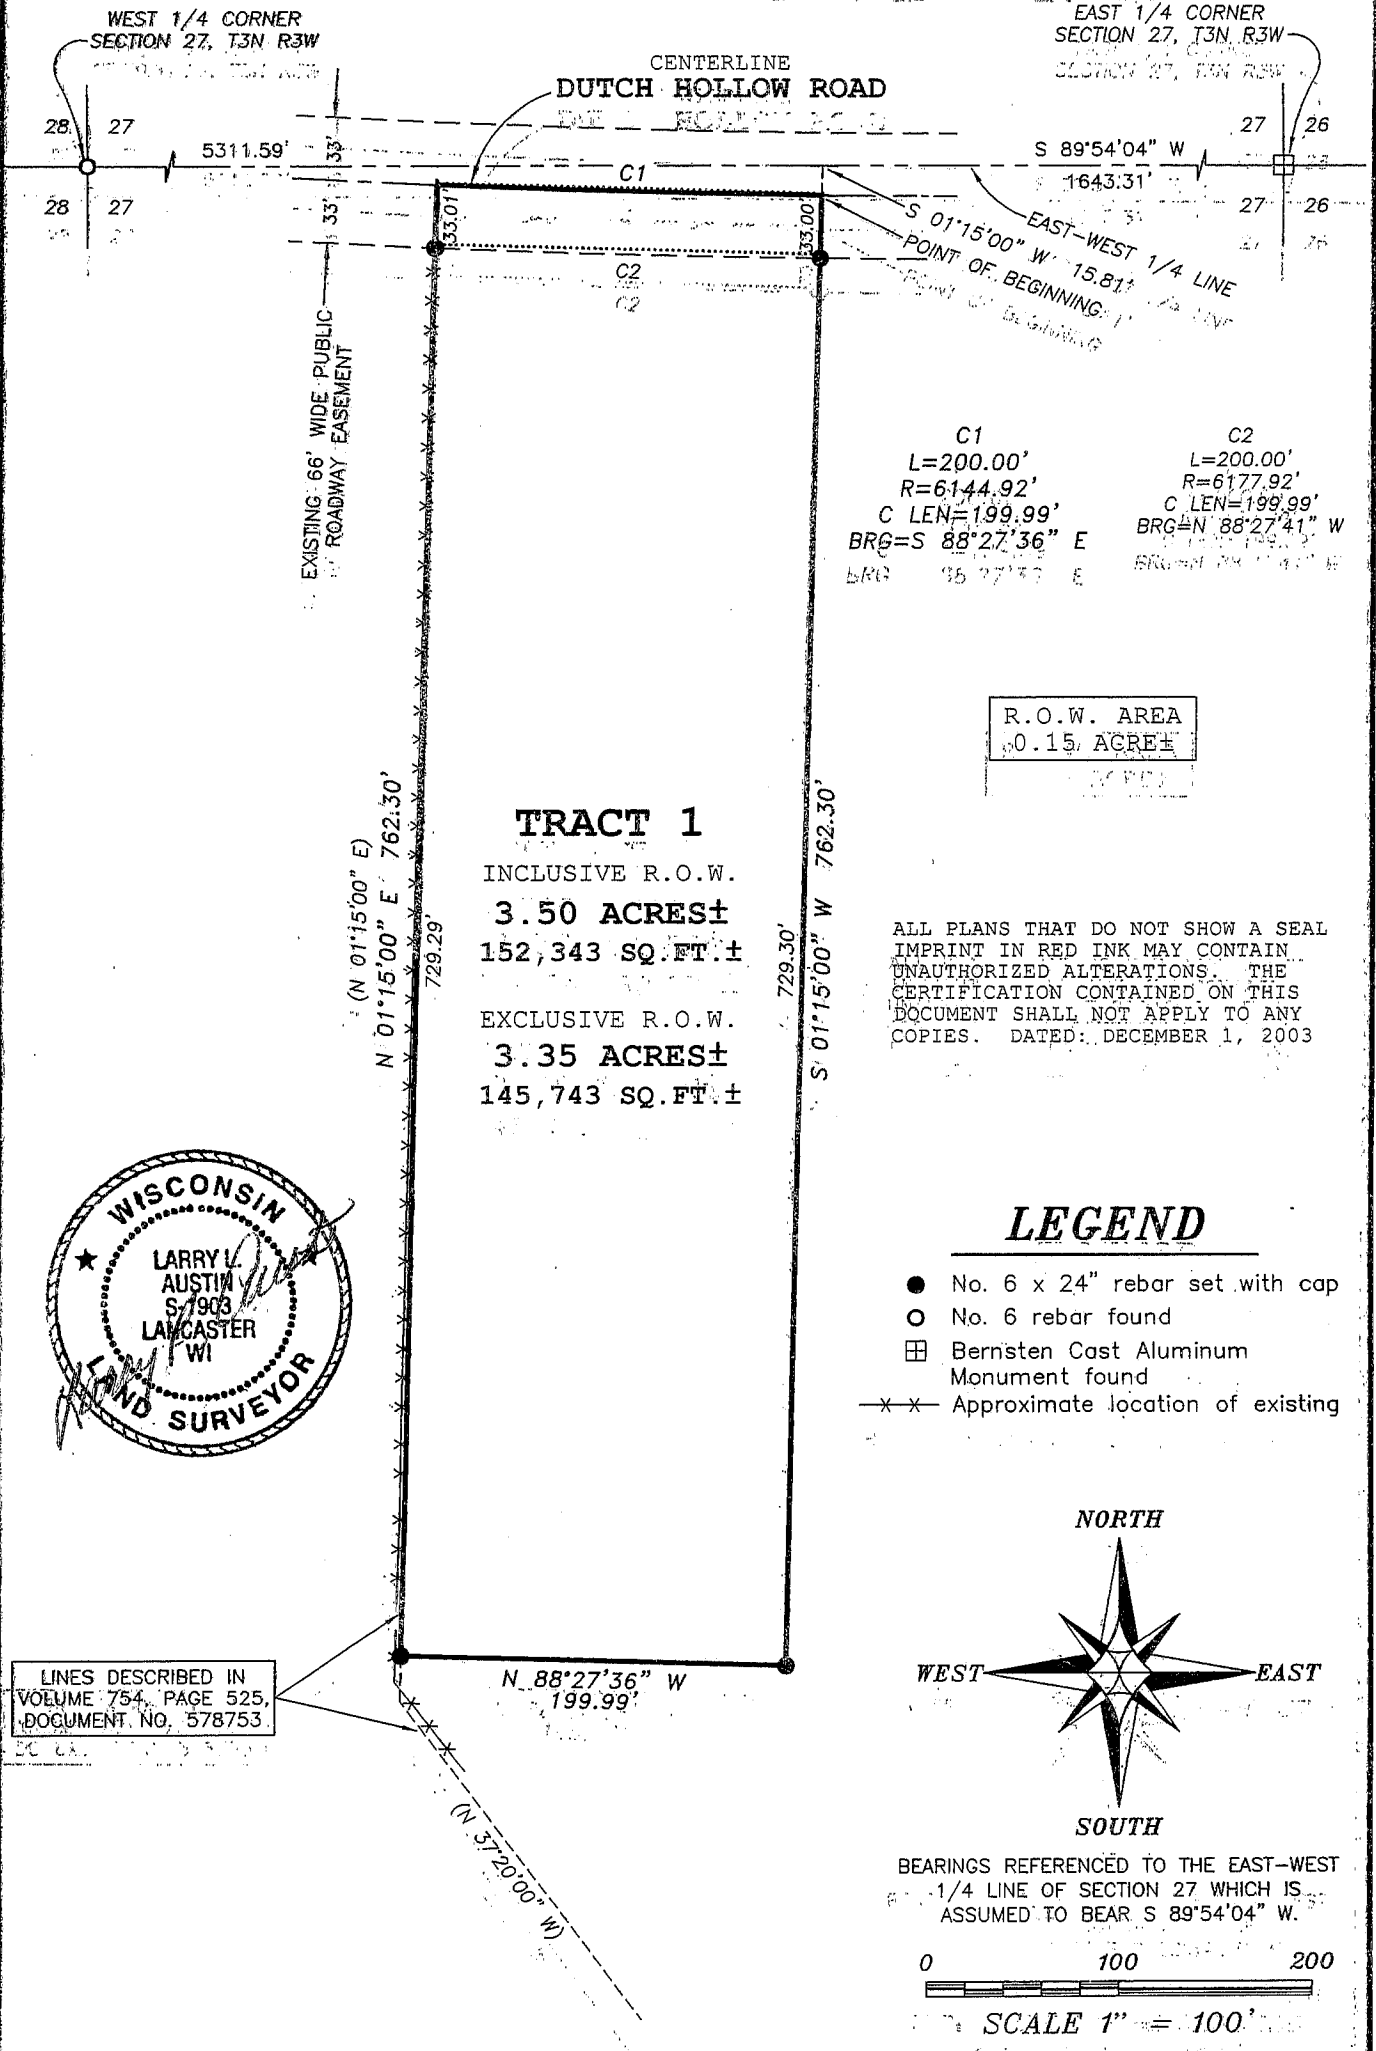 WEST 1/4 CORNER
SECTION 27, T3N R3W
EAST 1/4 CORNER
SECTION 27, T3N R3W
CENTERLINE
DUTCH HOLLOW ROAD
28 27
28 27
27 26
27 26
5311.59'
33'
33'
C1
S 89°54'04" W
1643.31'
33.01'
33.00'
C2
S 01°15'00" W 15.81'
POINT OF BEGINNING
EAST-WEST 1/4 LINE
EXISTING 66' WIDE PUBLIC
ROADWAY EASEMENT
C1
L=200.00'
R=6144.92'
C LEN=199.99'
BRG=S 88°27'36" E
C2
L=200.00'
R=6177.92'
C LEN=199.99'
BRG=N 88°27'41" W
R.O.W. AREA
0.15 ACRE±
(N 01°15'00" E)
N 01°15'00" E 762.30'
729.29'
TRACT 1
INCLUSIVE R.O.W.
3.50 ACRES±
152,343 SQ.FT.±
EXCLUSIVE R.O.W.
3.35 ACRES±
145,743 SQ.FT.±
729.30'
S 01°15'00" W 762.30'
ALL PLANS THAT DO NOT SHOW A SEAL
IMPRINT IN RED INK MAY CONTAIN
UNAUTHORIZED ALTERATIONS. THE
CERTIFICATION CONTAINED ON THIS
DOCUMENT SHALL NOT APPLY TO ANY
COPIES. DATED: DECEMBER 1, 2003
WISCONSIN
LARRY L.
AUSTIN
S-1903
LANCASTER
WI
LAND SURVEYOR
LEGEND
No. 6 x 24" rebar set with cap
No. 6 rebar found
Bernsten Cast Aluminum
Monument found
Approximate location of existing
LINES DESCRIBED IN
VOLUME 754, PAGE 525,
DOCUMENT NO. 578753
N 88°27'36" W
199.99'
(N 37°20'00" W)
NORTH
WEST
EAST
SOUTH
BEARINGS REFERENCED TO THE EAST-WEST
1/4 LINE OF SECTION 27 WHICH IS
ASSUMED TO BEAR S 89°54'04" W.
0 100 200
SCALE 1" = 100'